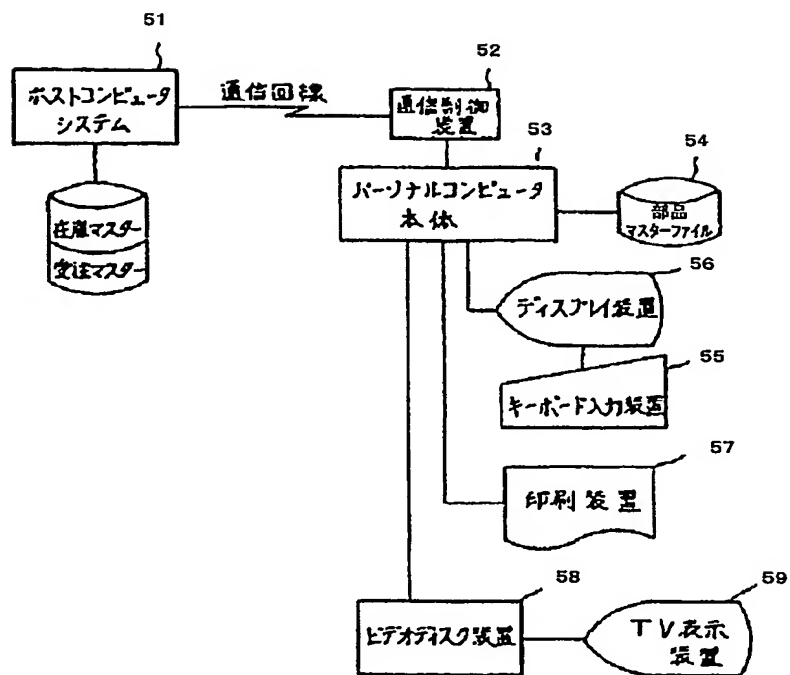 51
ホストコンピュータ
システム
在庫マスター
受注マスター
通信回線
52
通信制御
装置
53
パーソナルコンピュータ
本体
54
部品
マスターファイル
56
ディスプレイ装置
55
キーボード入力装置
57
印刷装置
58
ビデオディスク装置
59
TV表示
装置